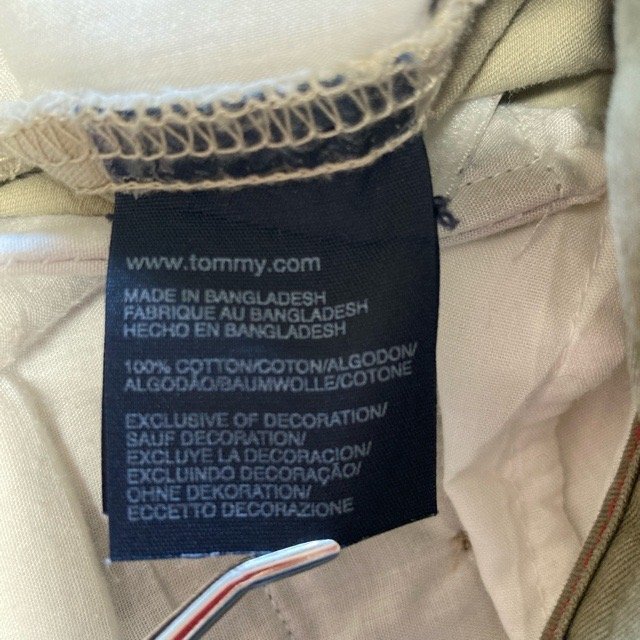 www.tommy.com
MADE IN BANGLADESH
FABRIQUE AU BANGLADESH
HECHO EN BANGLADESH
100% COTTON/COTON/ALGODON/
ALGODÃO/BAUMWOLLE/COTONE
EXCLUSIVE OF DECORATION/
SAUF DECORATION/
EXCLUYE LA DECORACION/
EXCLUINDO DECORAÇÃO/
OHNE DEKORATION/
ECCETTO DECORAZIONE